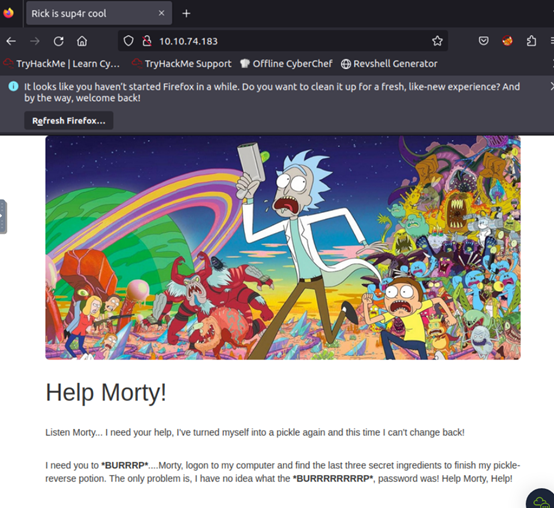 Rick is sup4r cool
10.10.74.183
TryHackMe | Learn Cy… TryHackMe Support Offline CyberChef Revshell Generator
It looks like you haven't started Firefox in a while. Do you want to clean it up for a fresh, like-new experience? And
by the way, welcome back!
Refresh Firefox…
Help Morty!
Listen Morty... I need your help, I've turned myself into a pickle again and this time I can't change back!
I need you to *BURRRP*....Morty, logon to my computer and find the last three secret ingredients to finish my pickle-
reverse potion. The only problem is, I have no idea what the *BURRRRRRRRP*, password was! Help Morty, Help!